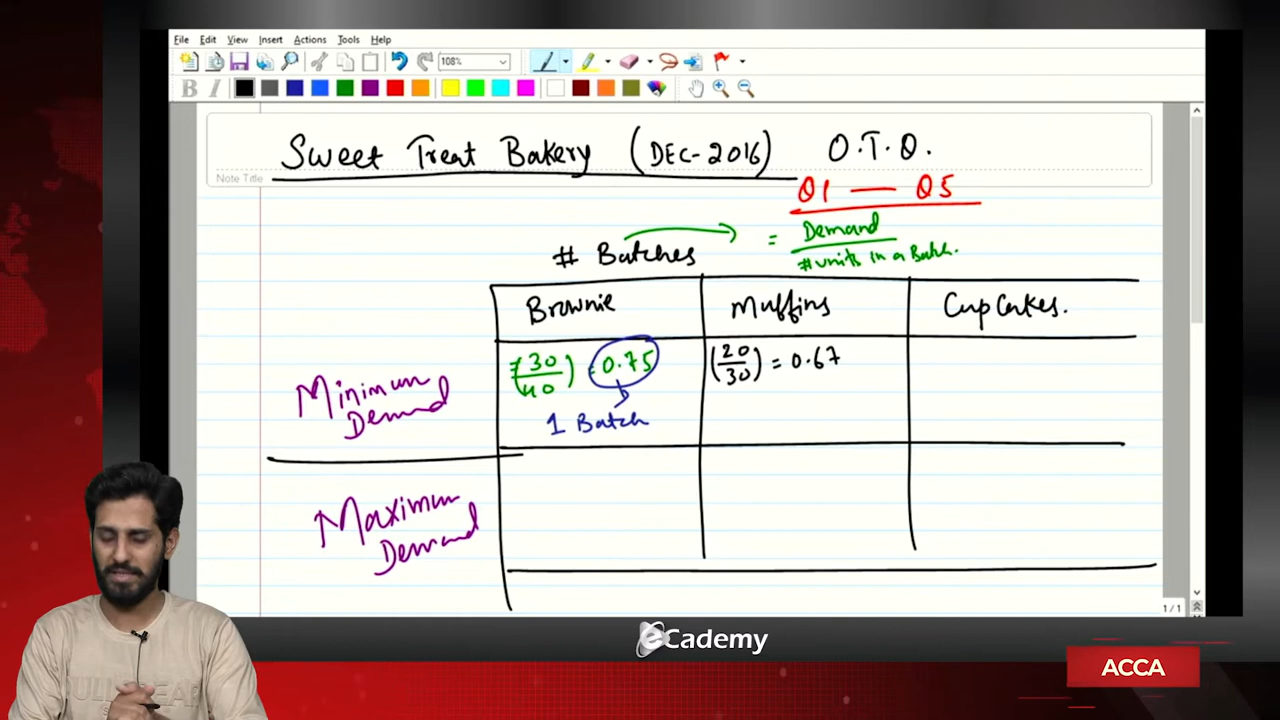 File Edit View Insert Actions Tools Help
108%
B I
Sweet Treat Bakery (DEC-2016) O.T.Q.
Note Title
Q1 — Q5
# Batches
= Demand
# units in a Batch.
Brownie Muffins Cup Cakes.
Minimum Demand
(30/40) = 0.75
1 Batch
(20/30) = 0.67
Maximum Demand
1/1
eCademy
ACCA